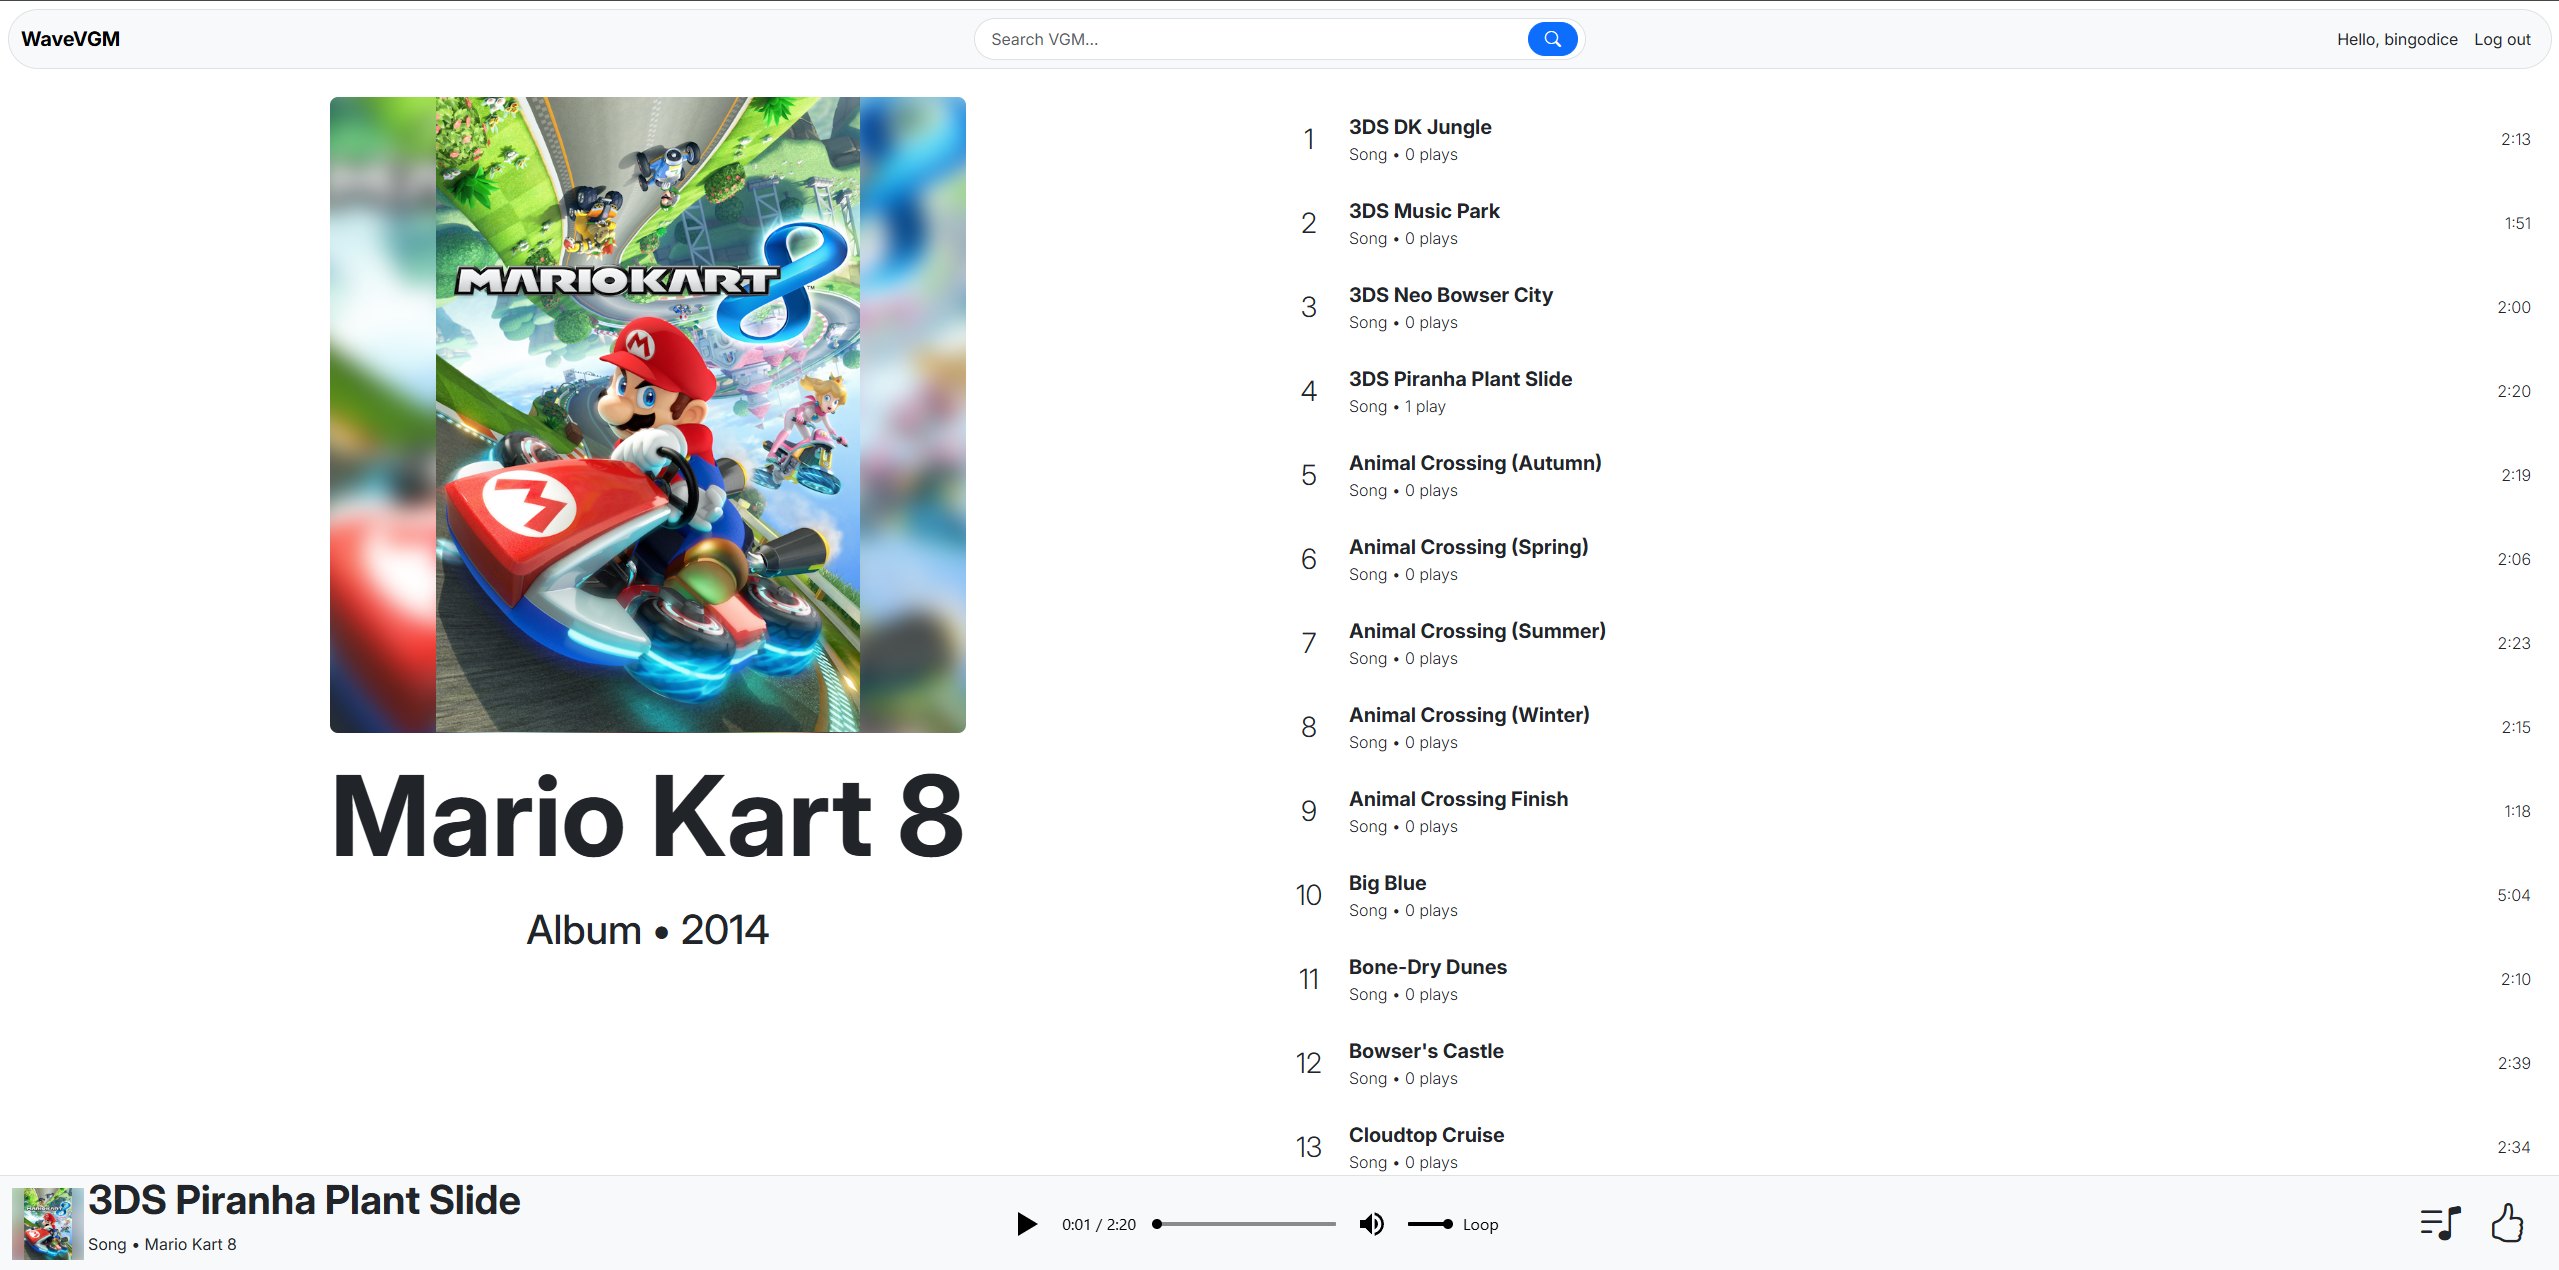 WaveVGM
Search VGM...
Hello, bingodice
Log out
MARIOKART 8 ™
Mario Kart 8
Album • 2014
1
3DS DK Jungle
Song • 0 plays
2:13
2
3DS Music Park
Song • 0 plays
1:51
3
3DS Neo Bowser City
Song • 0 plays
2:00
4
3DS Piranha Plant Slide
Song • 1 play
2:20
5
Animal Crossing (Autumn)
Song • 0 plays
2:19
6
Animal Crossing (Spring)
Song • 0 plays
2:06
7
Animal Crossing (Summer)
Song • 0 plays
2:23
8
Animal Crossing (Winter)
Song • 0 plays
2:15
9
Animal Crossing Finish
Song • 0 plays
1:18
10
Big Blue
Song • 0 plays
5:04
11
Bone-Dry Dunes
Song • 0 plays
2:10
12
Bowser's Castle
Song • 0 plays
2:39
13
Cloudtop Cruise
Song • 0 plays
2:34
3DS Piranha Plant Slide
Song • Mario Kart 8
0:01 / 2:20
Loop